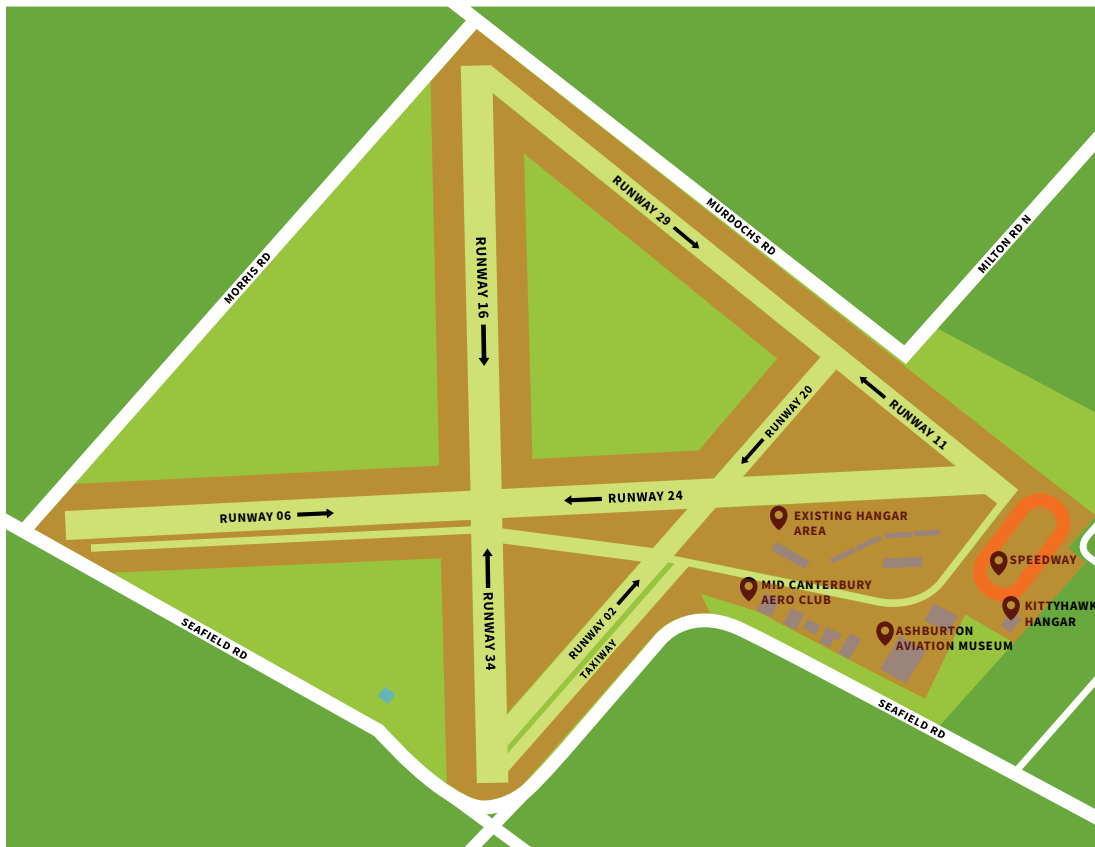 RUNWAY 29
MURDOCHS RD
MILTON RD N
MORRIS RD
RUNWAY 16
RUNWAY 20
RUNWAY 11
RUNWAY 24
RUNWAY 06
EXISTING HANGAR
AREA
SPEEDWAY
MID CANTERBURY
AERO CLUB
KITTYHAWK
HANGAR
RUNWAY 34
RUNWAY 02
TAXIWAY
ASHBURTON
AVIATION MUSEUM
SEAFIELD RD
SEAFIELD RD